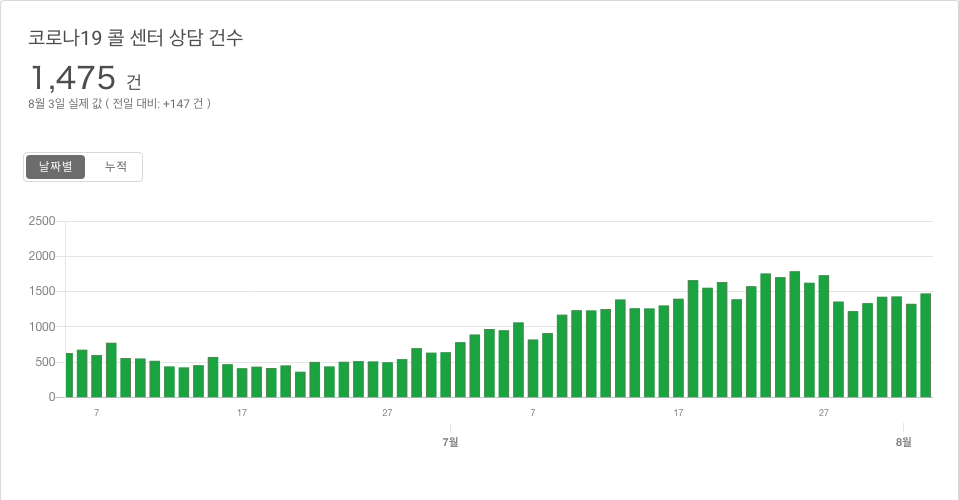 코로나19 콜 센터 상담 건수
1,475 건
8월 3일 실제 값 ( 전일 대비: +147 건 )
날짜별 누적
2500
2000
1500
1000
500
0
7 17 27 7 17 27
7월 8월